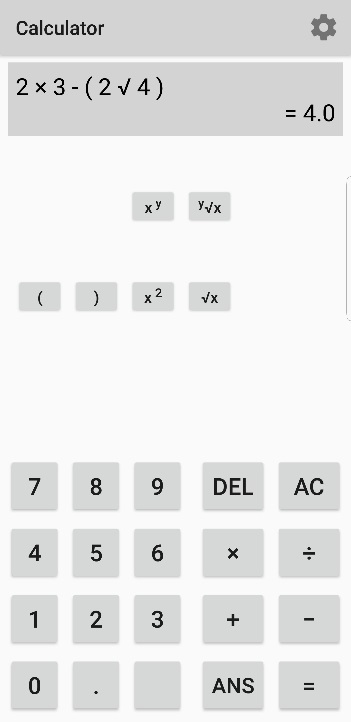 Calculator
2 × 3 - ( 2 √ 4 )
= 4.0
x y y√x
( ) x 2 √x
7 8 9 DEL AC
4 5 6 × ÷
1 2 3 + −
0 . ANS =